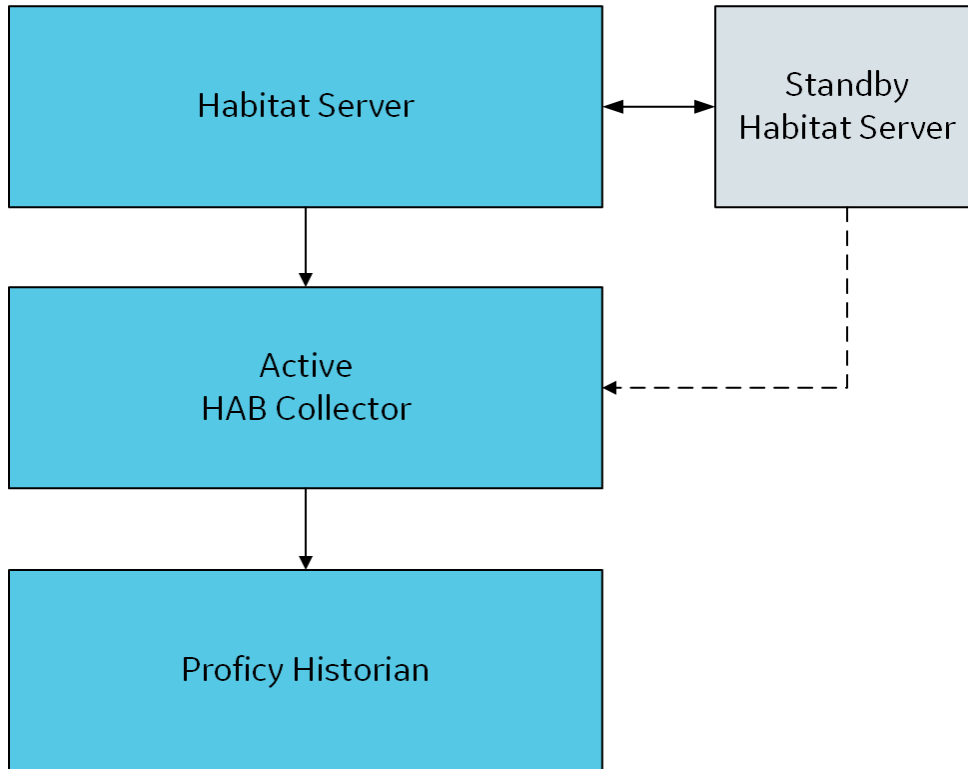 Habitat Server
Standby
Habitat Server
Active
HAB Collector
Proficy Historian